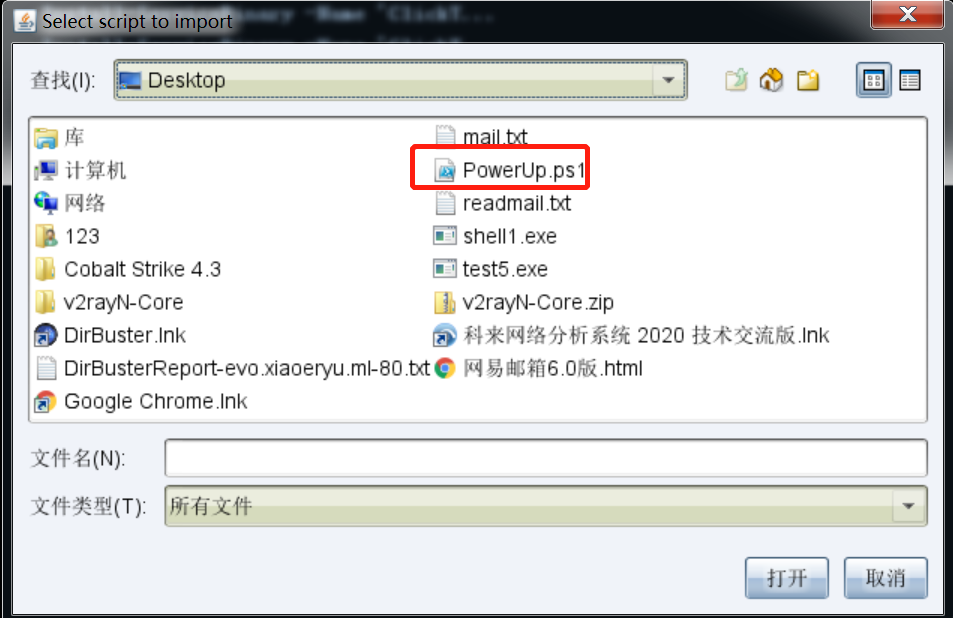 Select script to import
查找(I):
Desktop
库
计算机
网络
123
Cobalt Strike 4.3
v2rayN-Core
DirBuster.lnk
DirBusterReport-evo.xiaoeryu.ml-80.txt
Google Chrome.lnk
mail.txt
PowerUp.ps1
readmail.txt
shell1.exe
test5.exe
v2rayN-Core.zip
科来网络分析系统 2020 技术交流版.lnk
网易邮箱6.0版.html
文件名(N):
文件类型(T):
所有文件
打开
取消